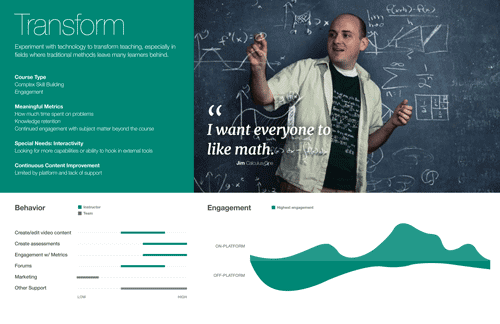 Transform
Experiment with technology to transform teaching, especially in
fields where traditional methods leave many learners behind.
Course Type
Complex Skill Building
Engagement
Meaningful Metrics
How much time spent on problems
Knowledge retention
Continued engagement with subject matter beyond the course
Special Needs: Interactivity
Looking for more capabilities or ability to hook in external tools
Continuous Content Improvement
Limited by platform and lack of support
“
I want everyone to
like math.
Jim Calculus One
Behavior
Instructor
Team
Create/edit video content
Create assessments
Engagement w/ Metrics
Forums
Marketing
Other Support
LOW
HIGH
Engagement
Highest engagement
ON-PLATFORM
OFF-PLATFORM